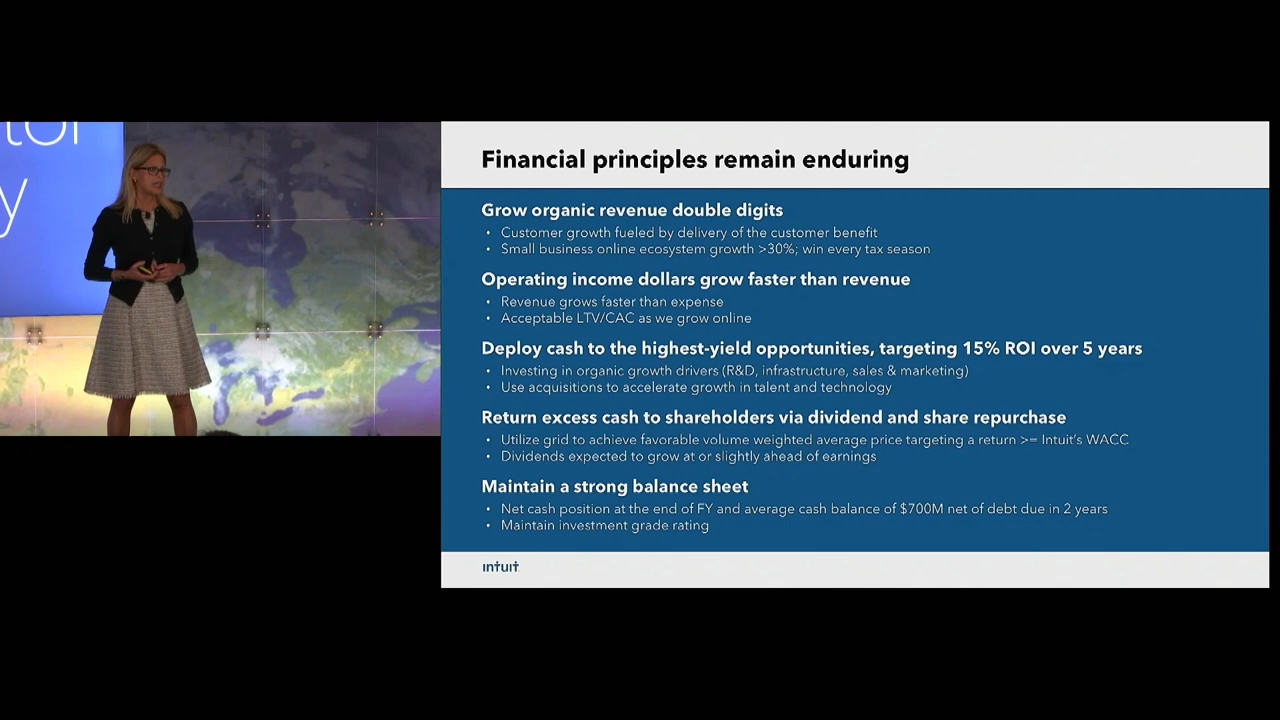 Financial principles remain enduring
Grow organic revenue double digits
• Customer growth fueled by delivery of the customer benefit
• Small business online ecosystem growth >30%; win every tax season
Operating income dollars grow faster than revenue
• Revenue grows faster than expense
• Acceptable LTV/CAC as we grow online
Deploy cash to the highest-yield opportunities, targeting 15% ROI over 5 years
• Investing in organic growth drivers (R&D, infrastructure, sales & marketing)
• Use acquisitions to accelerate growth in talent and technology
Return excess cash to shareholders via dividend and share repurchase
• Utilize grid to achieve favorable volume weighted average price targeting a return >= Intuit's WACC
• Dividends expected to grow at or slightly ahead of earnings
Maintain a strong balance sheet
• Net cash position at the end of FY and average cash balance of $700M net of debt due in 2 years
• Maintain investment grade rating
intuit